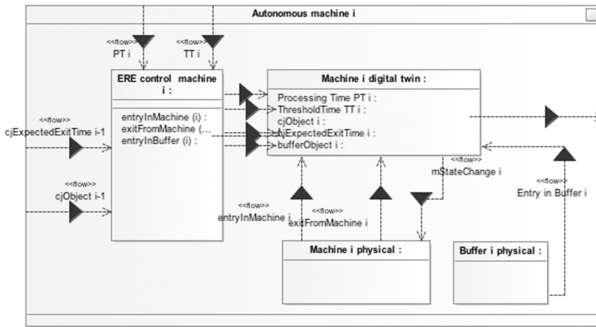 Autonomous machine i
<<flow>>
PT i
<<flow>>
TT i
ERE control machine
i :
entryInMachine (i) :
exitFromMachine (...
entryInBuffer (i) :
Machine i digital twin :
Processing Time PT i :
ThresholdTime TT i :
cjObject i :
cjExpectedExitTime i :
bufferObject i :
<<flow>>
cjExpectedExitTime i-1
<<flow>>
cjObject i-1
<<flow>>
entryInMachine i
<<flow>>
exitFromMachine i
<<flow>>
mStateChange i
<<flow>>
Entry in Buffer i
Machine i physical :
Buffer i physical :